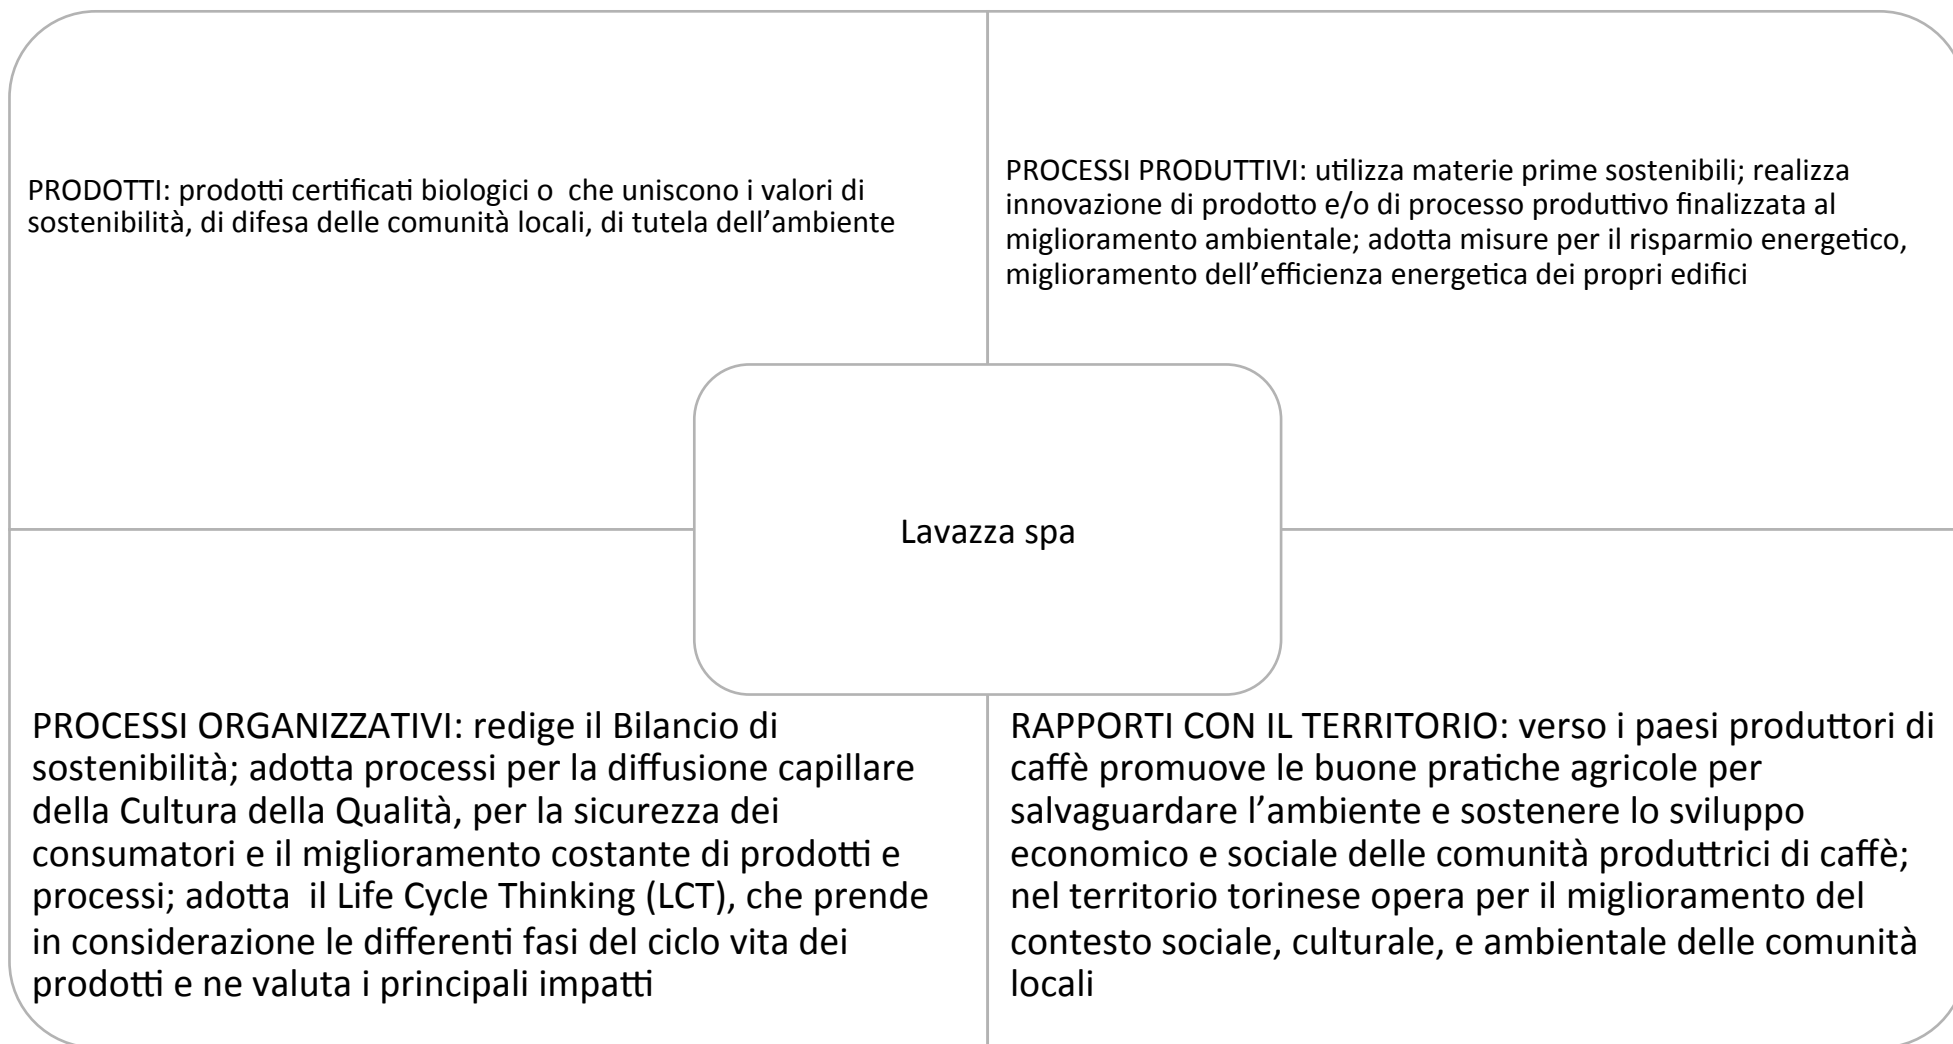 PRODOTTI: prodotti certificati biologici o  che uniscono i valori di
sostenibilità, di difesa delle comunità locali, di tutela dell’ambiente
PROCESSI PRODUTTIVI: utilizza materie prime sostenibili; realizza
innovazione di prodotto e/o di processo produttivo finalizzata al
miglioramento ambientale; adotta misure per il risparmio energetico,
miglioramento dell’efficienza energetica dei propri edifici
Lavazza spa
PROCESSI ORGANIZZATIVI: redige il Bilancio di
sostenibilità; adotta processi per la diffusione capillare
della Cultura della Qualità, per la sicurezza dei
consumatori e il miglioramento costante di prodotti e
processi; adotta  il Life Cycle Thinking (LCT), che prende
in considerazione le differenti fasi del ciclo vita dei
prodotti e ne valuta i principali impatti
RAPPORTI CON IL TERRITORIO: verso i paesi produttori di
caffè promuove le buone pratiche agricole per
salvaguardare l’ambiente e sostenere lo sviluppo
economico e sociale delle comunità produttrici di caffè;
nel territorio torinese opera per il miglioramento del
contesto sociale, culturale, e ambientale delle comunità
locali